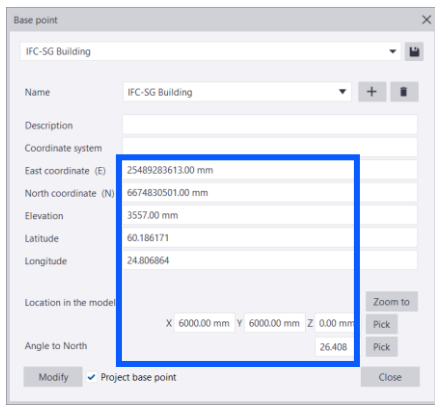 Base point
IFC-SG Building
Name IFC-SG Building
Description
Coordinate system
East coordinate (E) 25489283613.00 mm
North coordinate (N) 6674830501.00 mm
Elevation 3557.00 mm
Latitude 60.186171
Longitude 24.806864
Location in the model Zoom to
X 6000.00 mm Y 6000.00 mm Z 0.00 mm Pick
Angle to North 26.408 Pick
Modify Project base point Close